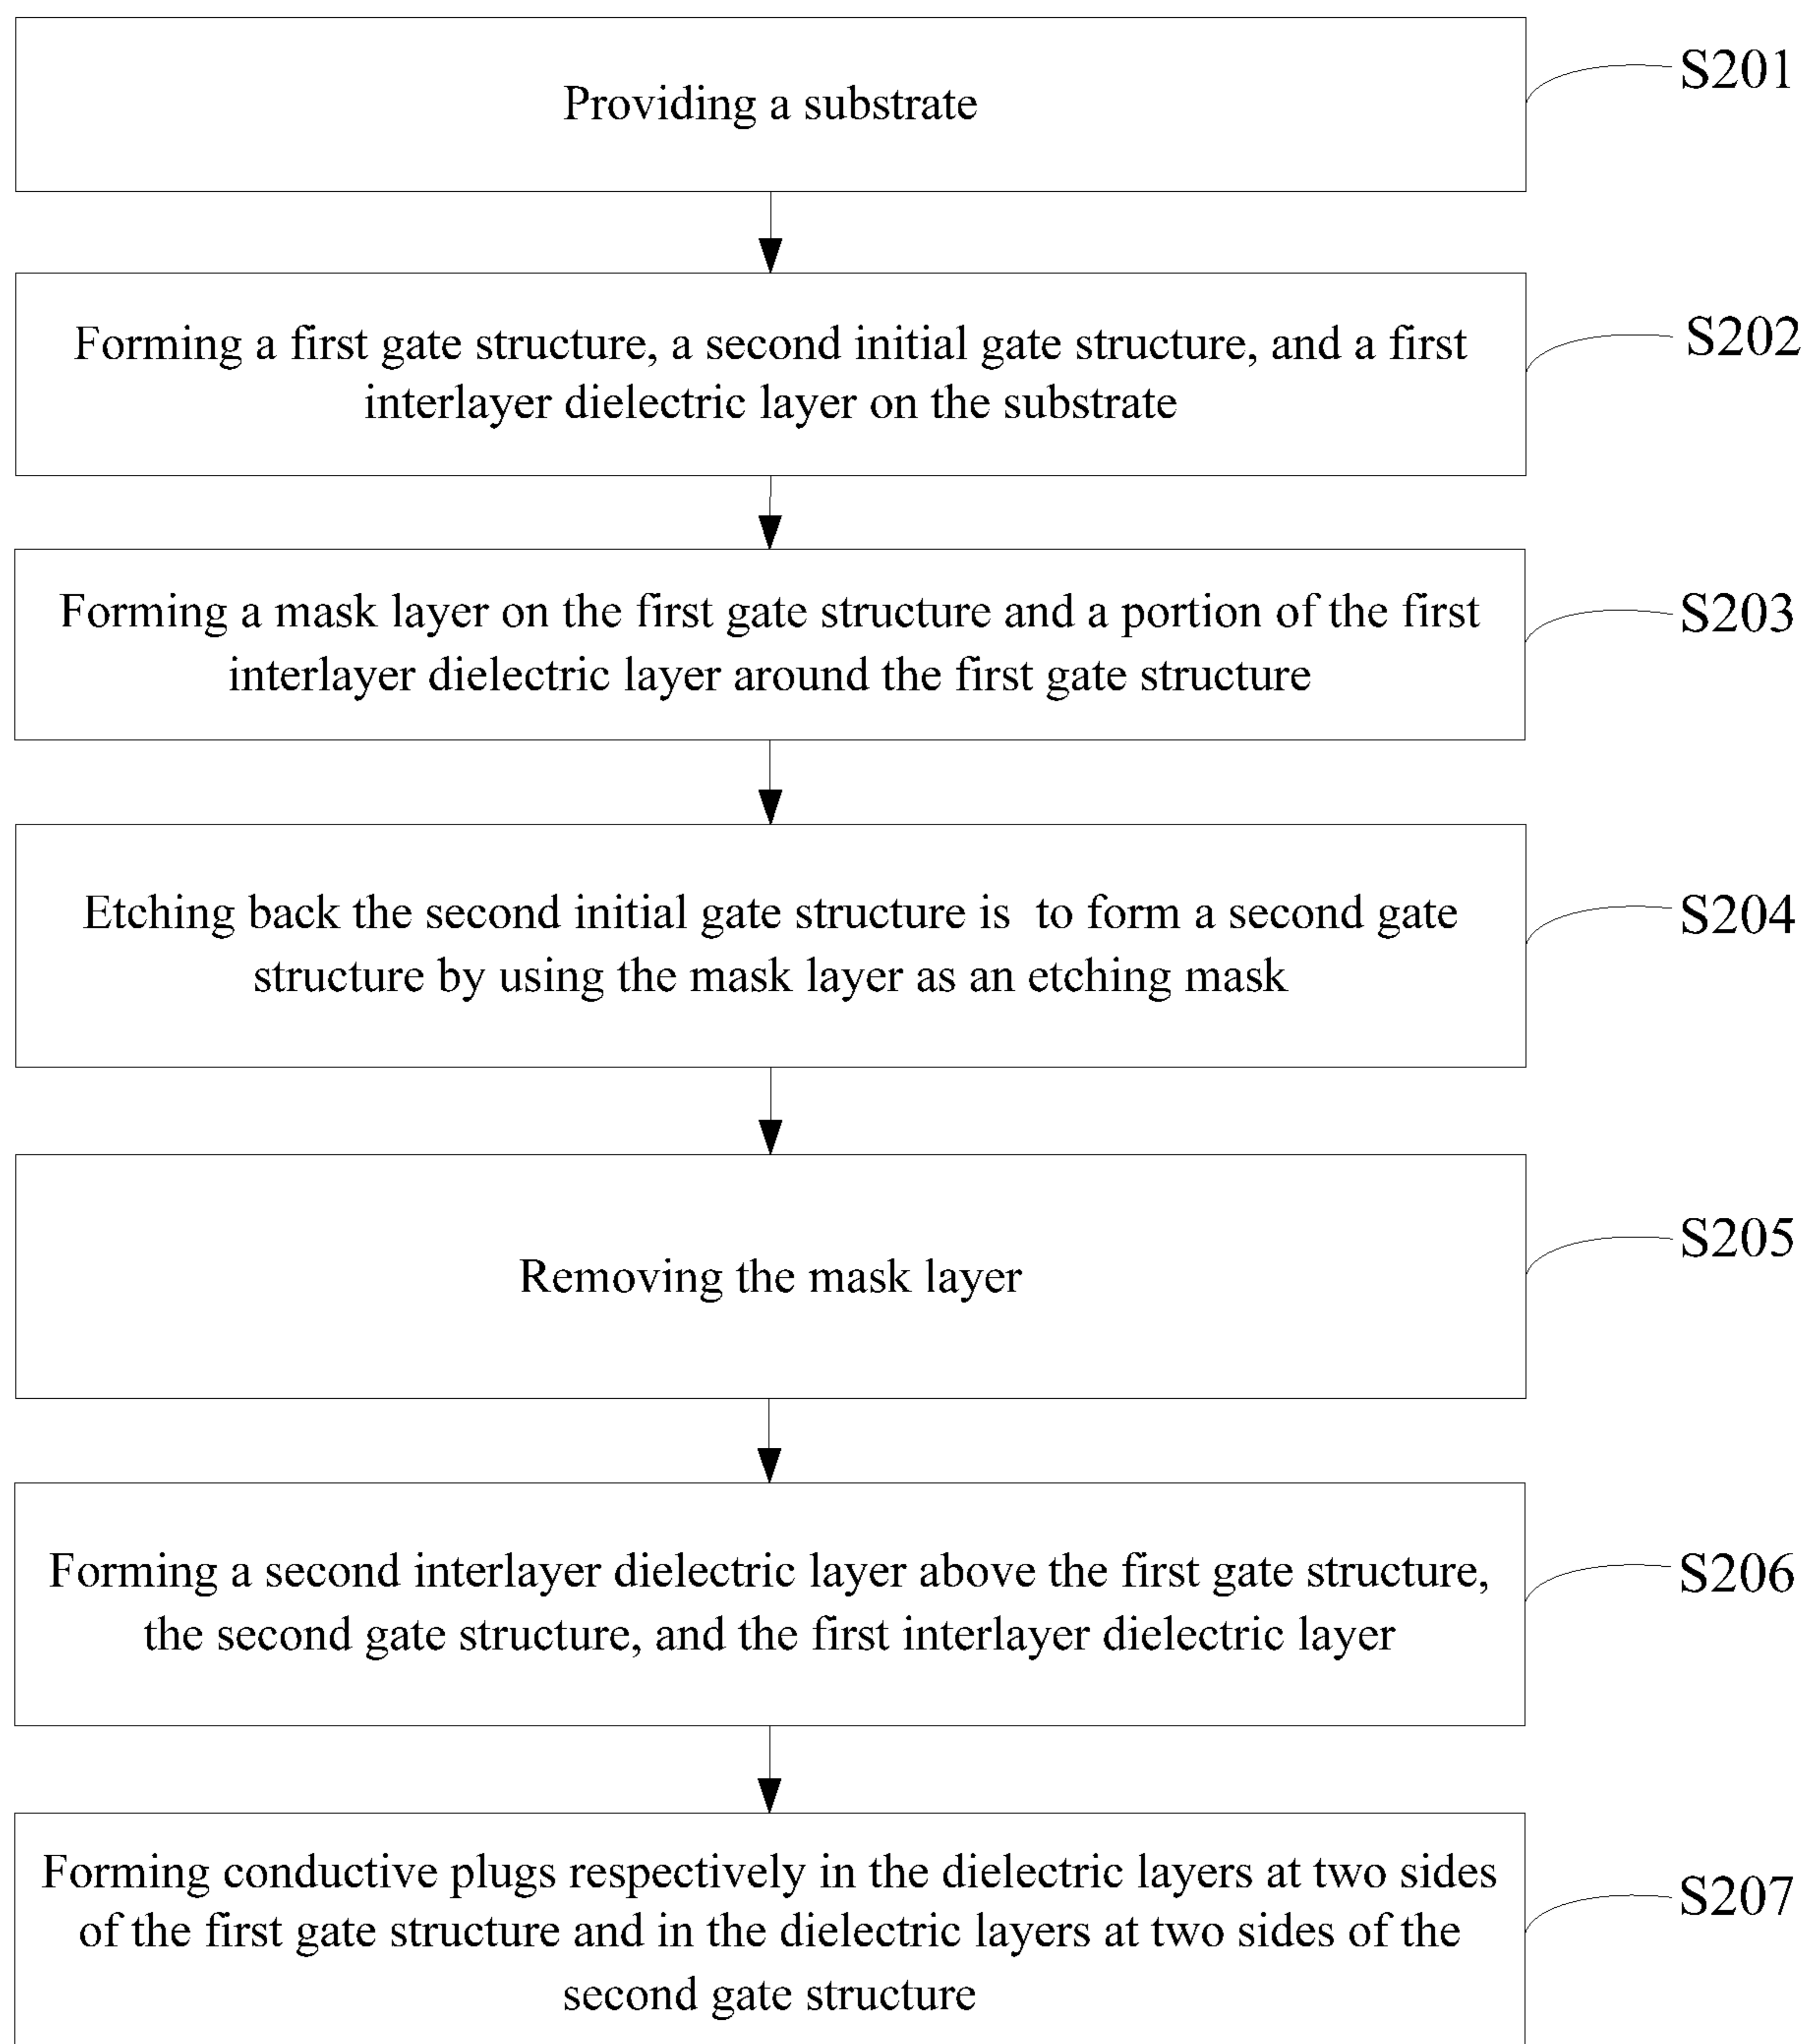 Providing a substrate
S201
Forming a first gate structure, a second initial gate structure, and a first
interlayer dielectric layer on the substrate
S202
Forming a mask layer on the first gate structure and a portion of the first
interlayer dielectric layer around the first gate structure
S203
Etching back the second initial gate structure is  to form a second gate
structure by using the mask layer as an etching mask
S204
Removing the mask layer
S205
Forming a second interlayer dielectric layer above the first gate structure,
the second gate structure, and the first interlayer dielectric layer
S206
Forming conductive plugs respectively in the dielectric layers at two sides
of the first gate structure and in the dielectric layers at two sides of the
second gate structure
S207